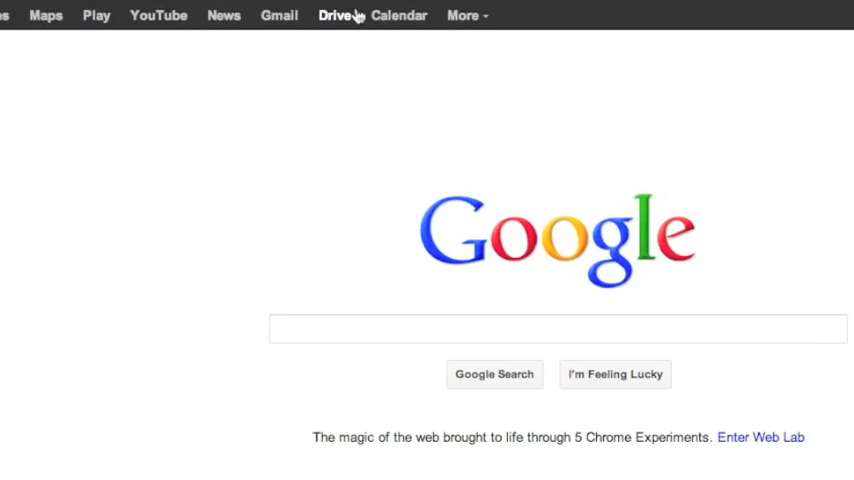 es Maps Play YouTube News Gmail Drive Calendar More
Google
Google Search I'm Feeling Lucky
The magic of the web brought to life through 5 Chrome Experiments. Enter Web Lab